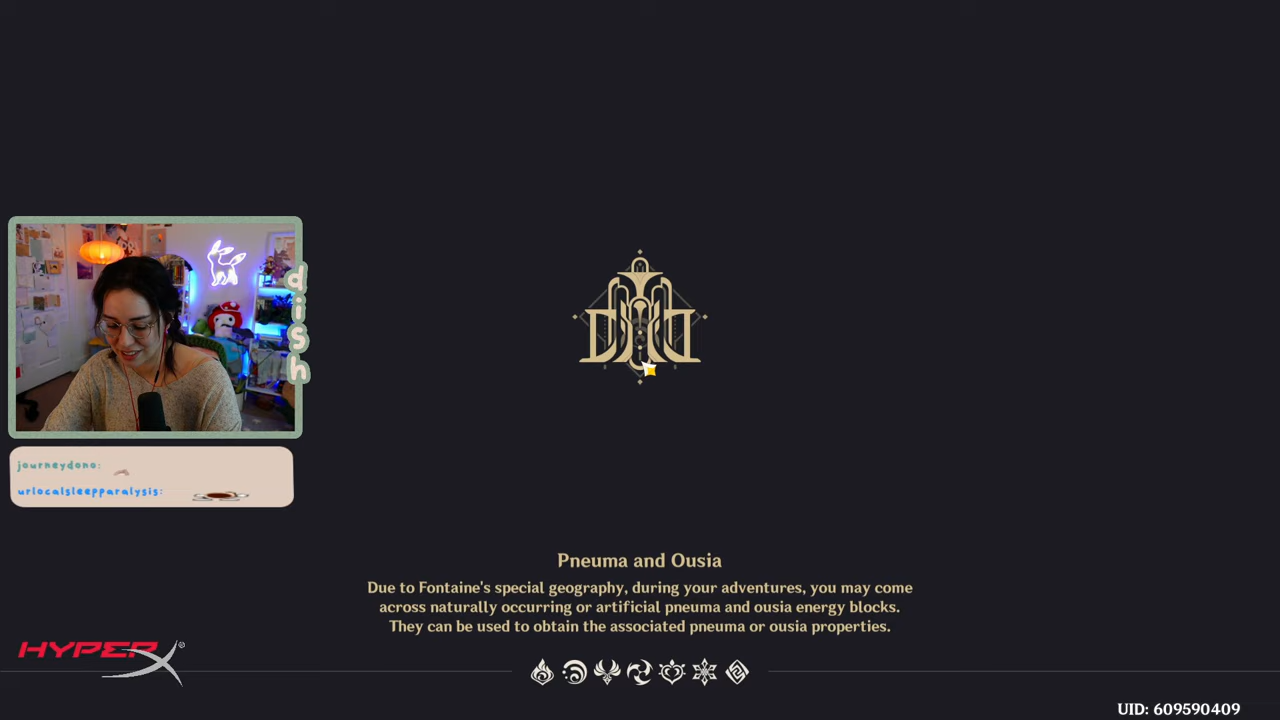 dish
journeydono:
urlocalsleepparalysis:
Pneuma and Ousia
Due to Fontaine's special geography, during your adventures, you may come
across naturally occurring or artificial pneuma and ousia energy blocks.
They can be used to obtain the associated pneuma or ousia properties.
HYPERX
UID: 609590409